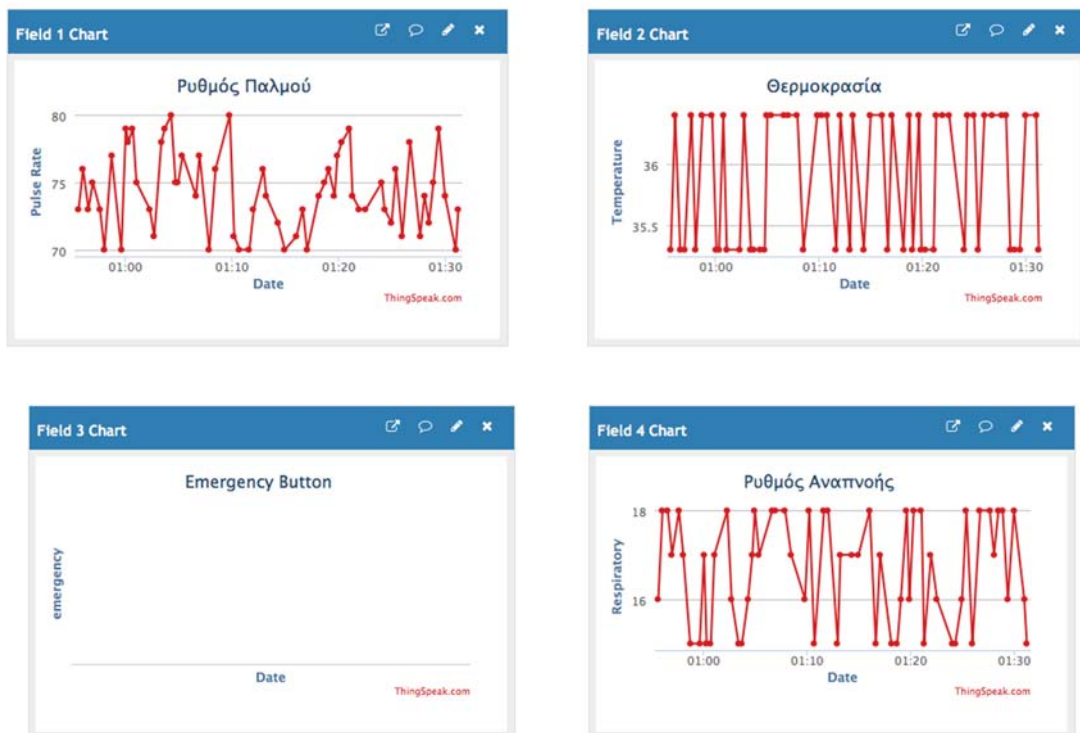 Field 1 Chart
Ρυθμός Παλμού
80
75
70
Pulse Rate
01:00 01:10 01:20 01:30
Date
ThingSpeak.com
Field 2 Chart
Θερμοκρασία
36
35.5
Temperature
01:00 01:10 01:20 01:30
Date
ThingSpeak.com
Field 3 Chart
Emergency Button
emergency
Date
ThingSpeak.com
Field 4 Chart
Ρυθμός Αναπνοής
18
16
Respiratory
01:00 01:10 01:20 01:30
Date
ThingSpeak.com